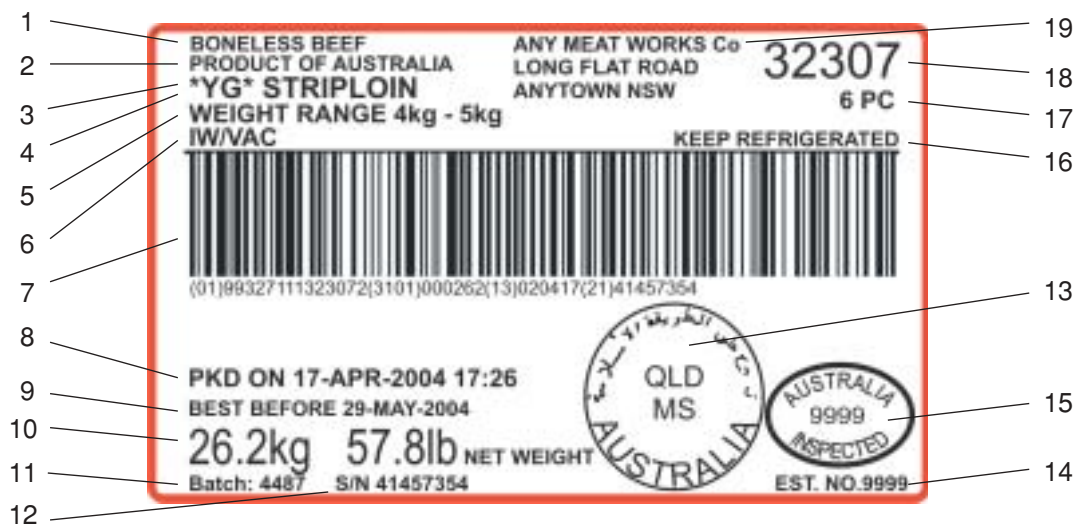 1
2
3
4
5
6
7
8
9
10
11
12
BONELESS BEEF
PRODUCT OF AUSTRALIA
*YG* STRIPLOIN
WEIGHT RANGE 4kg - 5kg
IW/VAC
ANY MEAT WORKS Co
LONG FLAT ROAD
ANYTOWN NSW
32307
6 PC
KEEP REFRIGERATED
(01)99327111323072(3101)000262(13)020417(21)41457354
PKD ON 17-APR-2004 17:26
BEST BEFORE 29-MAY-2004
26.2kg 57.8lb NET WEIGHT
Batch: 4487 S/N 41457354
على الطريقة
QLD
MS
AUSTRALIA
AUSTRALIA
9999
INSPECTED
EST. NO.9999
19
18
17
16
13
15
14